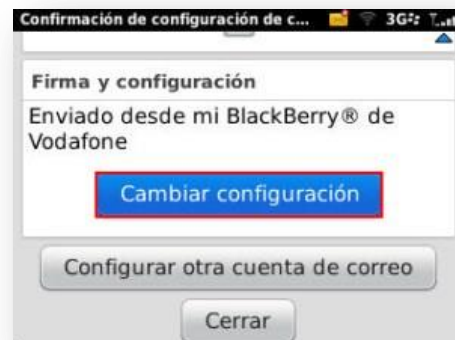 Confirmación de configuración de c... 3G
Firma y configuración
Enviado desde mi BlackBerry® de
Vodafone
Cambiar configuración
Configurar otra cuenta de correo
Cerrar